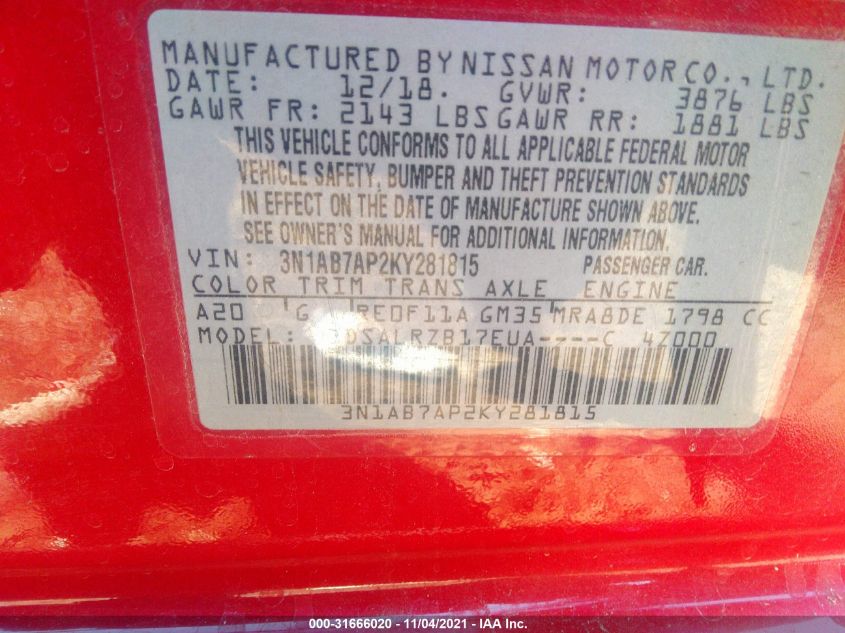 MANUFACTURED BY NISSAN MOTOR CO., LTD.
DATE: 12/18. GVWR: 3876 LBS
GAWR FR: 2143 LBS GAWR RR: 1881 LBS
THIS VEHICLE CONFORMS TO ALL APPLICABLE FEDERAL MOTOR
VEHICLE SAFETY, BUMPER AND THEFT PREVENTION STANDARDS
IN EFFECT ON THE DATE OF MANUFACTURE SHOWN ABOVE.
SEE OWNER'S MANUAL FOR ADDITIONAL INFORMATION.
VIN: 3N1AB7AP2KY281815 PASSENGER CAR.
COLOR TRIM TRANS AXLE ENGINE
A20 G RE0F11A GM35 MRA8DE 1798 CC
MODEL: BDSALRZB17EUA----C 4Z000
3N1AB7AP2KY281815
000-31666020 - 11/04/2021 - IAA Inc.